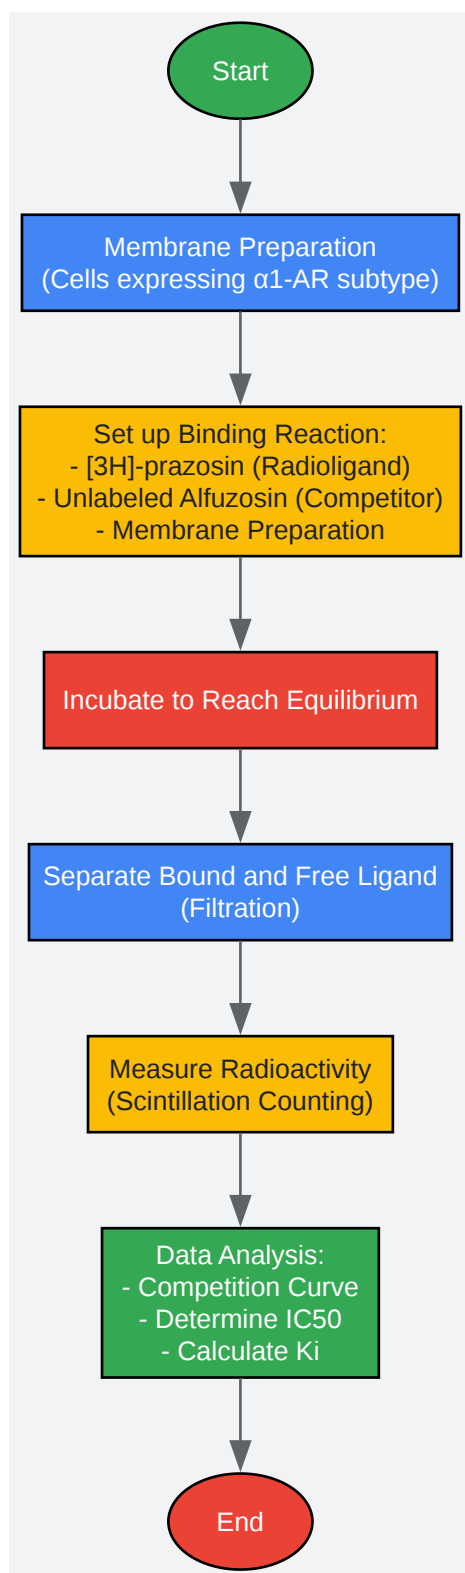 Start
Membrane Preparation
(Cells expressing α1-AR subtype)
Set up Binding Reaction:
- [3H]-prazosin (Radioligand)
- Unlabeled Alfuzosin (Competitor)
- Membrane Preparation
Incubate to Reach Equilibrium
Separate Bound and Free Ligand
(Filtration)
Measure Radioactivity
(Scintillation Counting)
Data Analysis:
- Competition Curve
- Determine IC50
- Calculate Ki
End